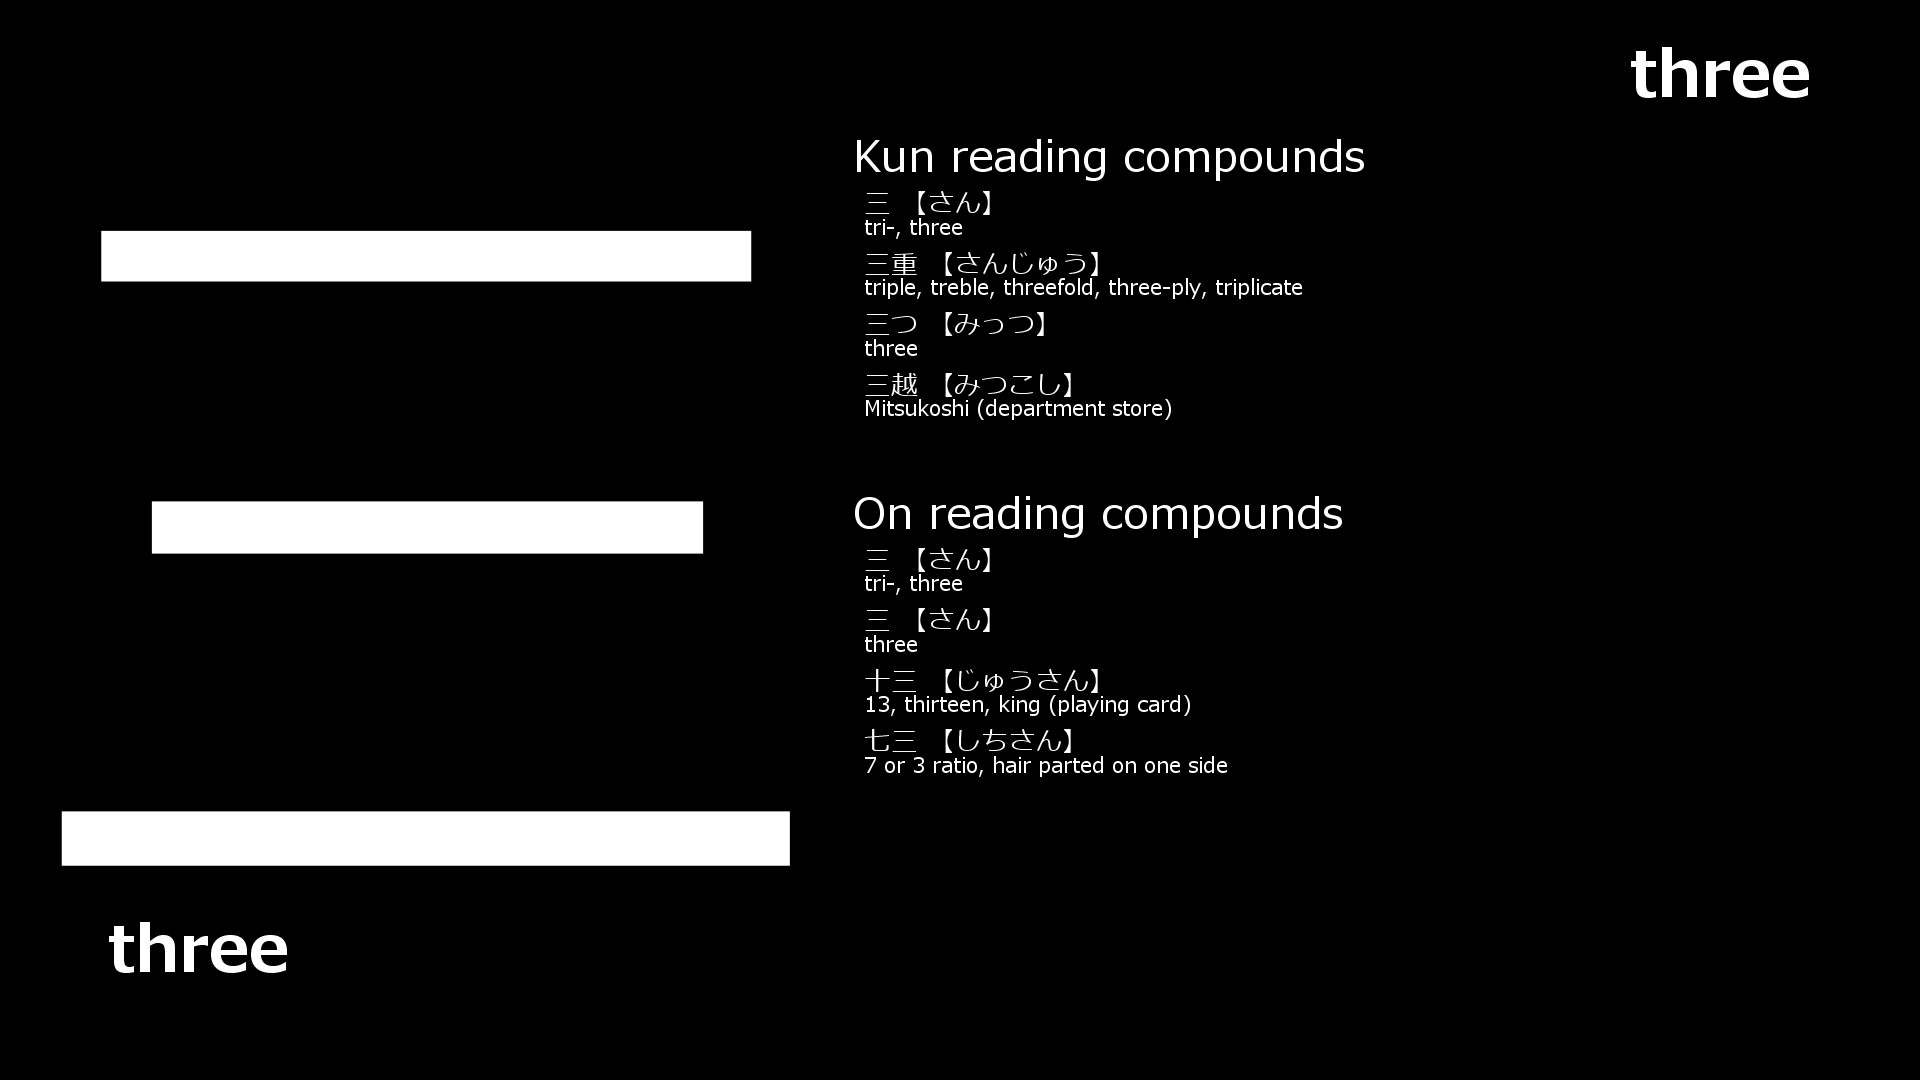 three
三
Kun reading compounds
三 【さん】
tri-, three
三重 【さんじゅう】
triple, treble, threefold, three-ply, triplicate
三つ 【みっつ】
three
三越 【みつこし】
Mitsukoshi (department store)
On reading compounds
三 【さん】
tri-, three
三 【さん】
three
十三 【じゅうさん】
13, thirteen, king (playing card)
七三 【しちさん】
7 or 3 ratio, hair parted on one side
three